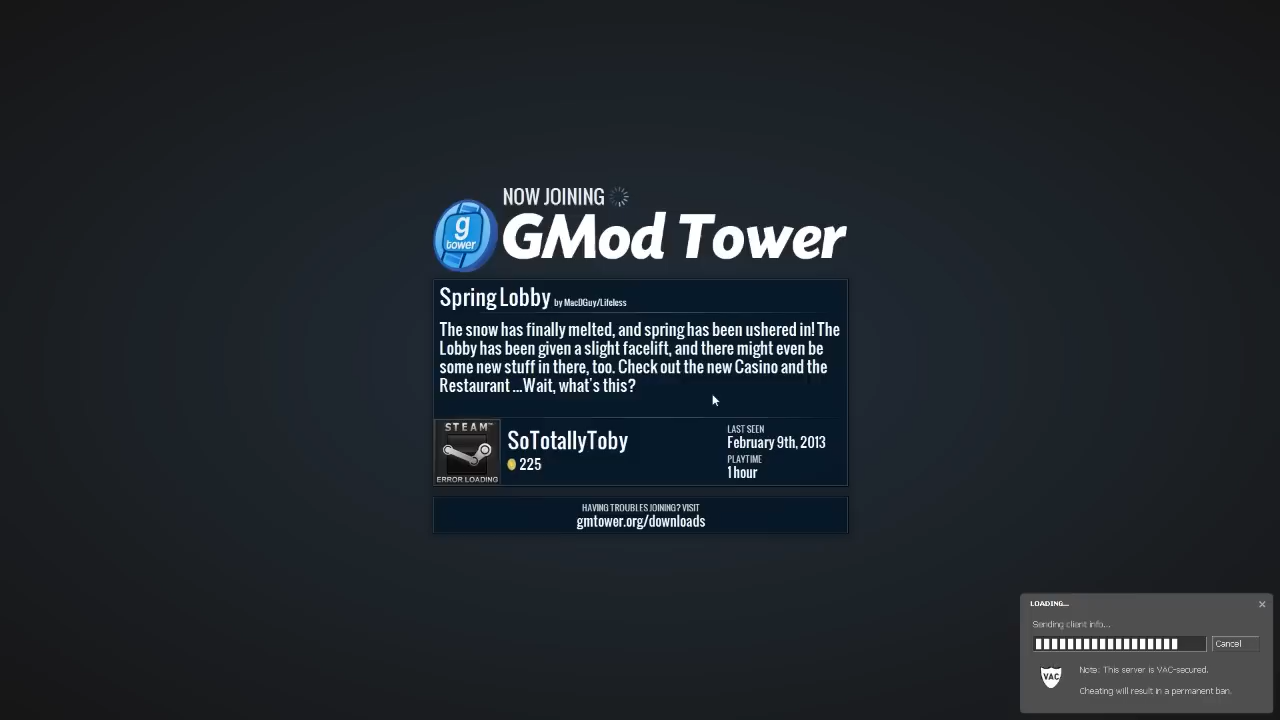 NOW JOINING
g
tower
GMod Tower
Spring Lobby by MacDGuy/Lifeless
The snow has finally melted, and spring has been ushered in! The
Lobby has been given a slight facelift, and there might even be
some new stuff in there, too. Check out the new Casino and the
Restaurant ...Wait, what's this?
STEAM™
ERROR LOADING
SoTotallyToby
225
LAST SEEN
February 9th, 2013
PLAYTIME
1 hour
HAVING TROUBLES JOINING? VISIT
gmtower.org/downloads
LOADING...
Sending client info...
Cancel
VAC
Note: This server is VAC-secured.
Cheating will result in a permanent ban.